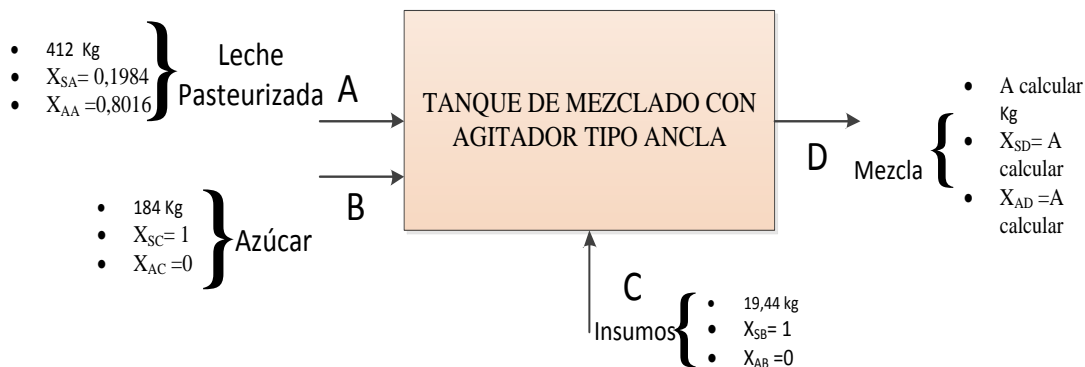 • 412 Kg
• XSA= 0,1984
• XAA =0,8016
Leche
Pasteurizada
A
TANQUE DE MEZCLADO CON
AGITADOR TIPO ANCLA
• A calcular
Kg
• XSD= A
calcular
• XAD =A
calcular
D
Mezcla
B
• 184 Kg
• XSC= 1
• XAC =0
Azúcar
C
Insumos
• 19,44 kg
• XSB= 1
• XAB =0